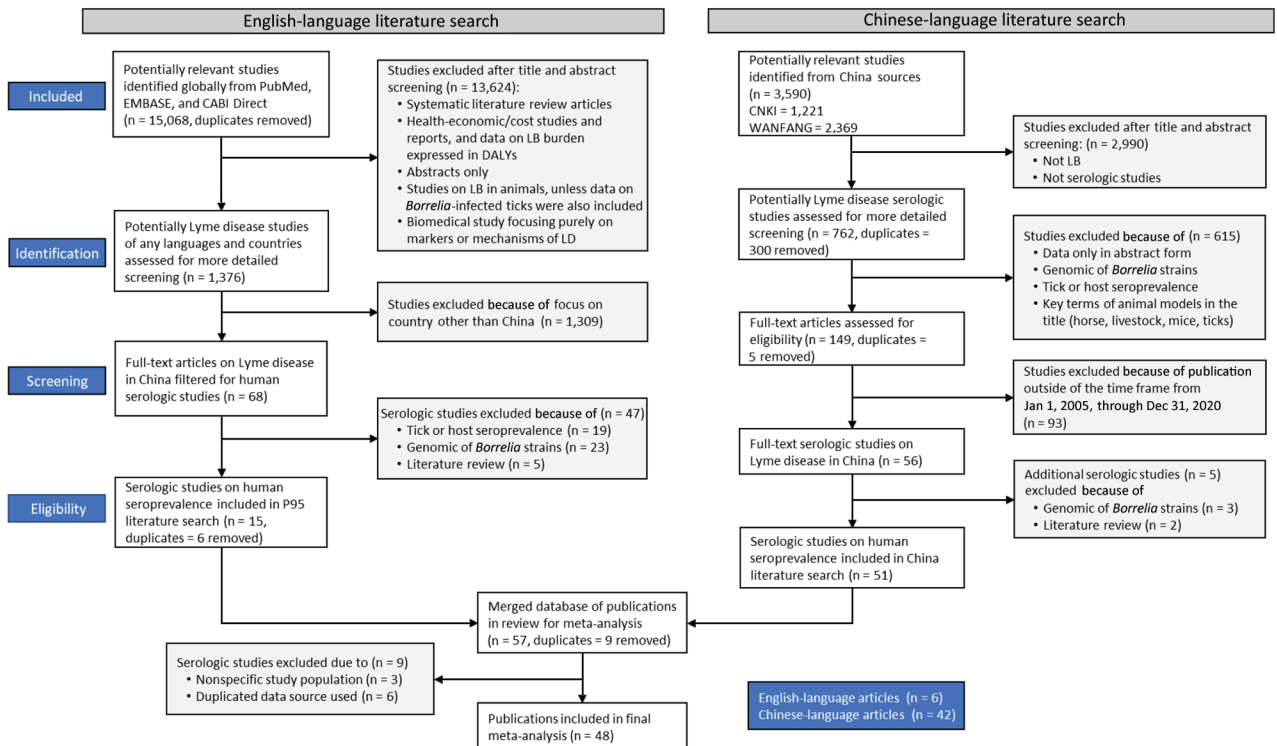 English-language literature search
Included
Potentially relevant studies
identified globally from PubMed,
EMBASE, and CABI Direct
(n = 15,068, duplicates removed)
Studies excluded after title and abstract
screening (n = 13,624):
• Systematic literature review articles
• Health-economic/cost studies and
reports, and data on LB burden
expressed in DALYs
• Abstracts only
• Studies on LB in animals, unless data on
Borrelia-infected ticks were also included
• Biomedical study focusing purely on
markers or mechanisms of LD
Identification
Potentially Lyme disease studies
of any languages and countries
assessed for more detailed
screening (n = 1,376)
Studies excluded because of focus on
country other than China (n = 1,309)
Screening
Full-text articles on Lyme disease
in China filtered for human
serologic studies (n = 68)
Serologic studies excluded because of (n = 47)
• Tick or host seroprevalence (n = 19)
• Genomic of Borrelia strains (n = 23)
• Literature review (n = 5)
Eligibility
Serologic studies on human
seroprevalence included in P95
literature search (n = 15,
duplicates = 6 removed)
Chinese-language literature search
Potentially relevant studies
identified from China sources
(n = 3,590)
CNKI = 1,221
WANFANG = 2,369
Studies excluded after title and abstract
screening: (n = 2,990)
• Not LB
• Not serologic studies
Potentially Lyme disease serologic
studies assessed for more detailed
screening (n = 762, duplicates =
300 removed)
Studies excluded because of (n = 615)
• Data only in abstract form
• Genomic of Borrelia strains
• Tick or host seroprevalence
• Key terms of animal models in the
title (horse, livestock, mice, ticks)
Full-text articles assessed for
eligibility (n = 149, duplicates =
5 removed)
Studies excluded because of publication
outside of the time frame from
Jan 1, 2005, through Dec 31, 2020
(n = 93)
Full-text serologic studies on
Lyme disease in China (n = 56)
Additional serologic studies (n = 5)
excluded because of
• Genomic of Borrelia strains (n = 3)
• Literature review (n = 2)
Serologic studies on human
seroprevalence included in China
literature search (n = 51)
Merged database of publications
in review for meta-analysis
(n = 57, duplicates = 9 removed)
Serologic studies excluded due to (n = 9)
• Nonspecific study population (n = 3)
• Duplicated data source used (n = 6)
Publications included in final
meta-analysis (n = 48)
English-language articles (n = 6)
Chinese-language articles (n = 42)